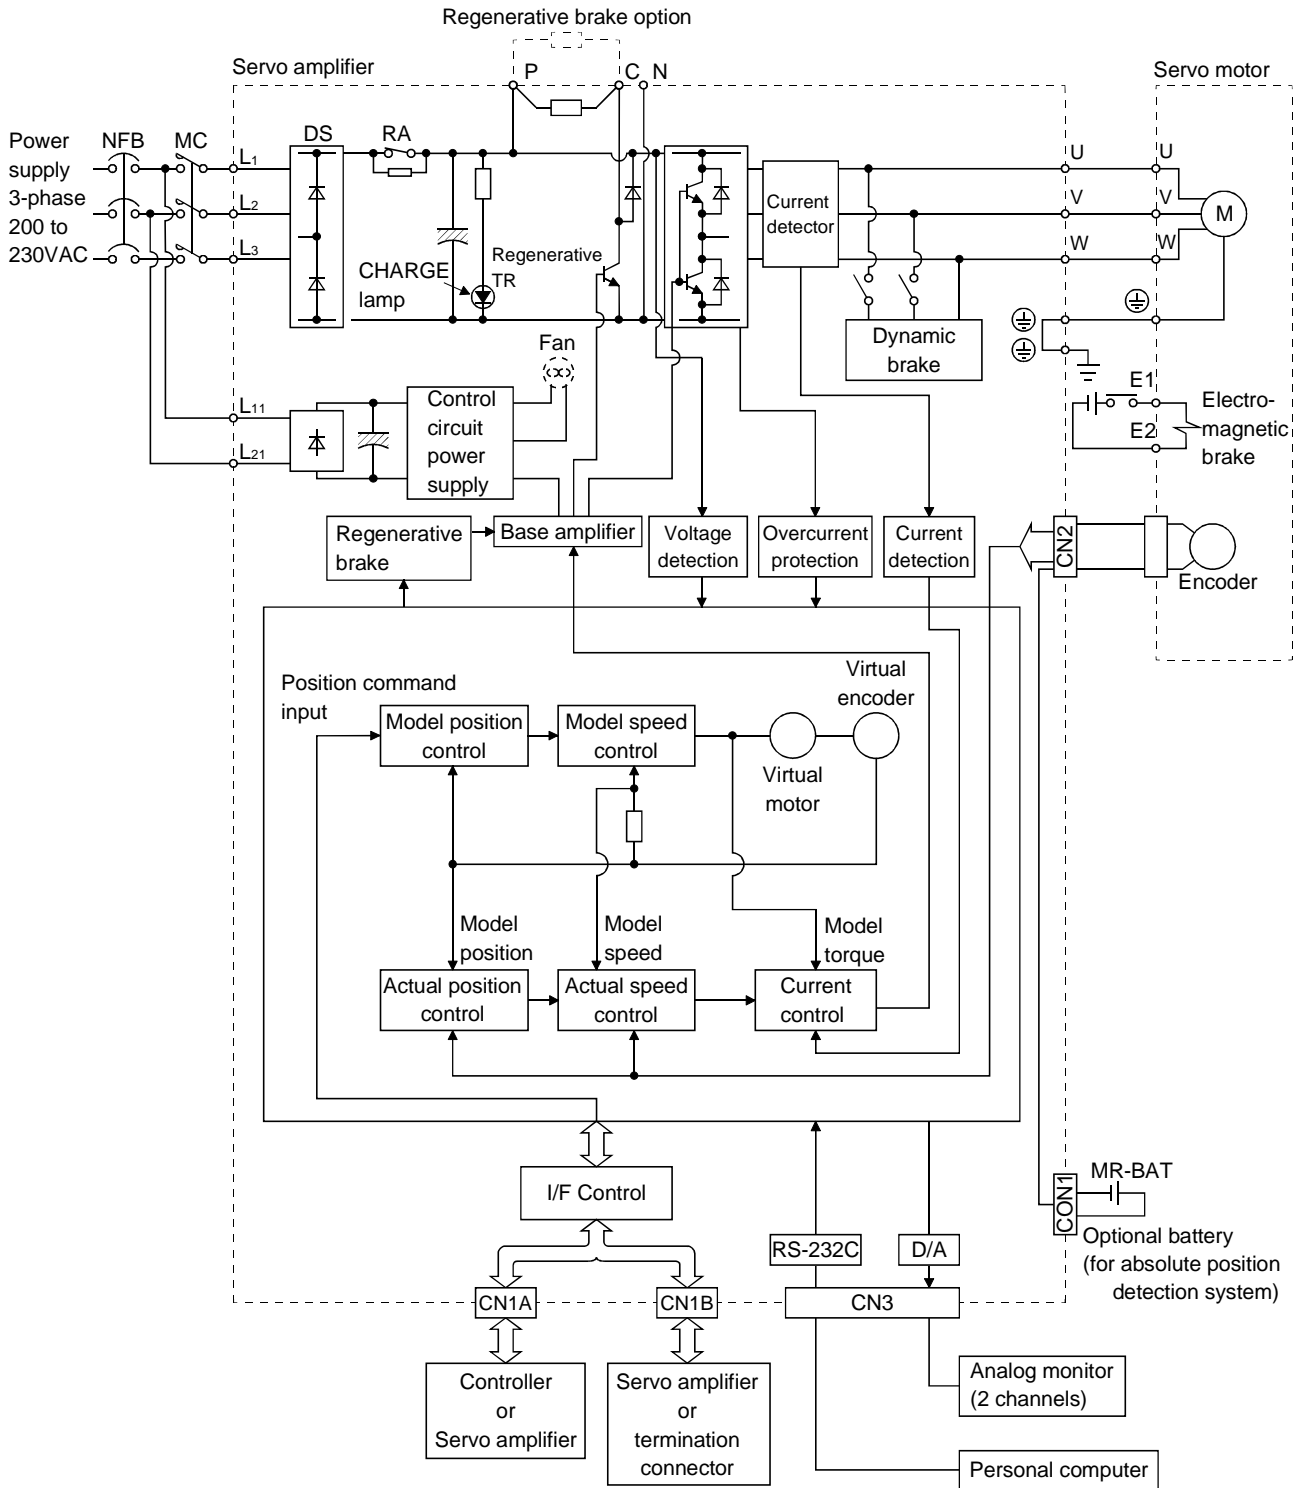 Regenerative brake option
Servo amplifier
P
C
N
Servo motor
Power
supply
3-phase
200 to
230VAC
NFB
MC
DS
RA
L1
L2
L3
U
V
W
U
V
W
M
Current
detector
CHARGE
lamp
Regenerative
TR
Dynamic
brake
Fan
L11
L21
Control
circuit
power
supply
E1
E2
Electro-
magnetic
brake
Regenerative
brake
Base amplifier
Voltage
detection
Overcurrent
protection
Current
detection
CN2
Encoder
Position command
input
Model position
control
Model speed
control
Virtual
encoder
Virtual
motor
Model
position
Model
speed
Model
torque
Actual position
control
Actual speed
control
Current
control
I/F Control
RS-232C
D/A
CON1
MR-BAT
Optional battery
(for absolute position
detection system)
CN1A
CN1B
CN3
Controller
or
Servo amplifier
Servo amplifier
or
termination
connector
Analog monitor
(2 channels)
Personal computer